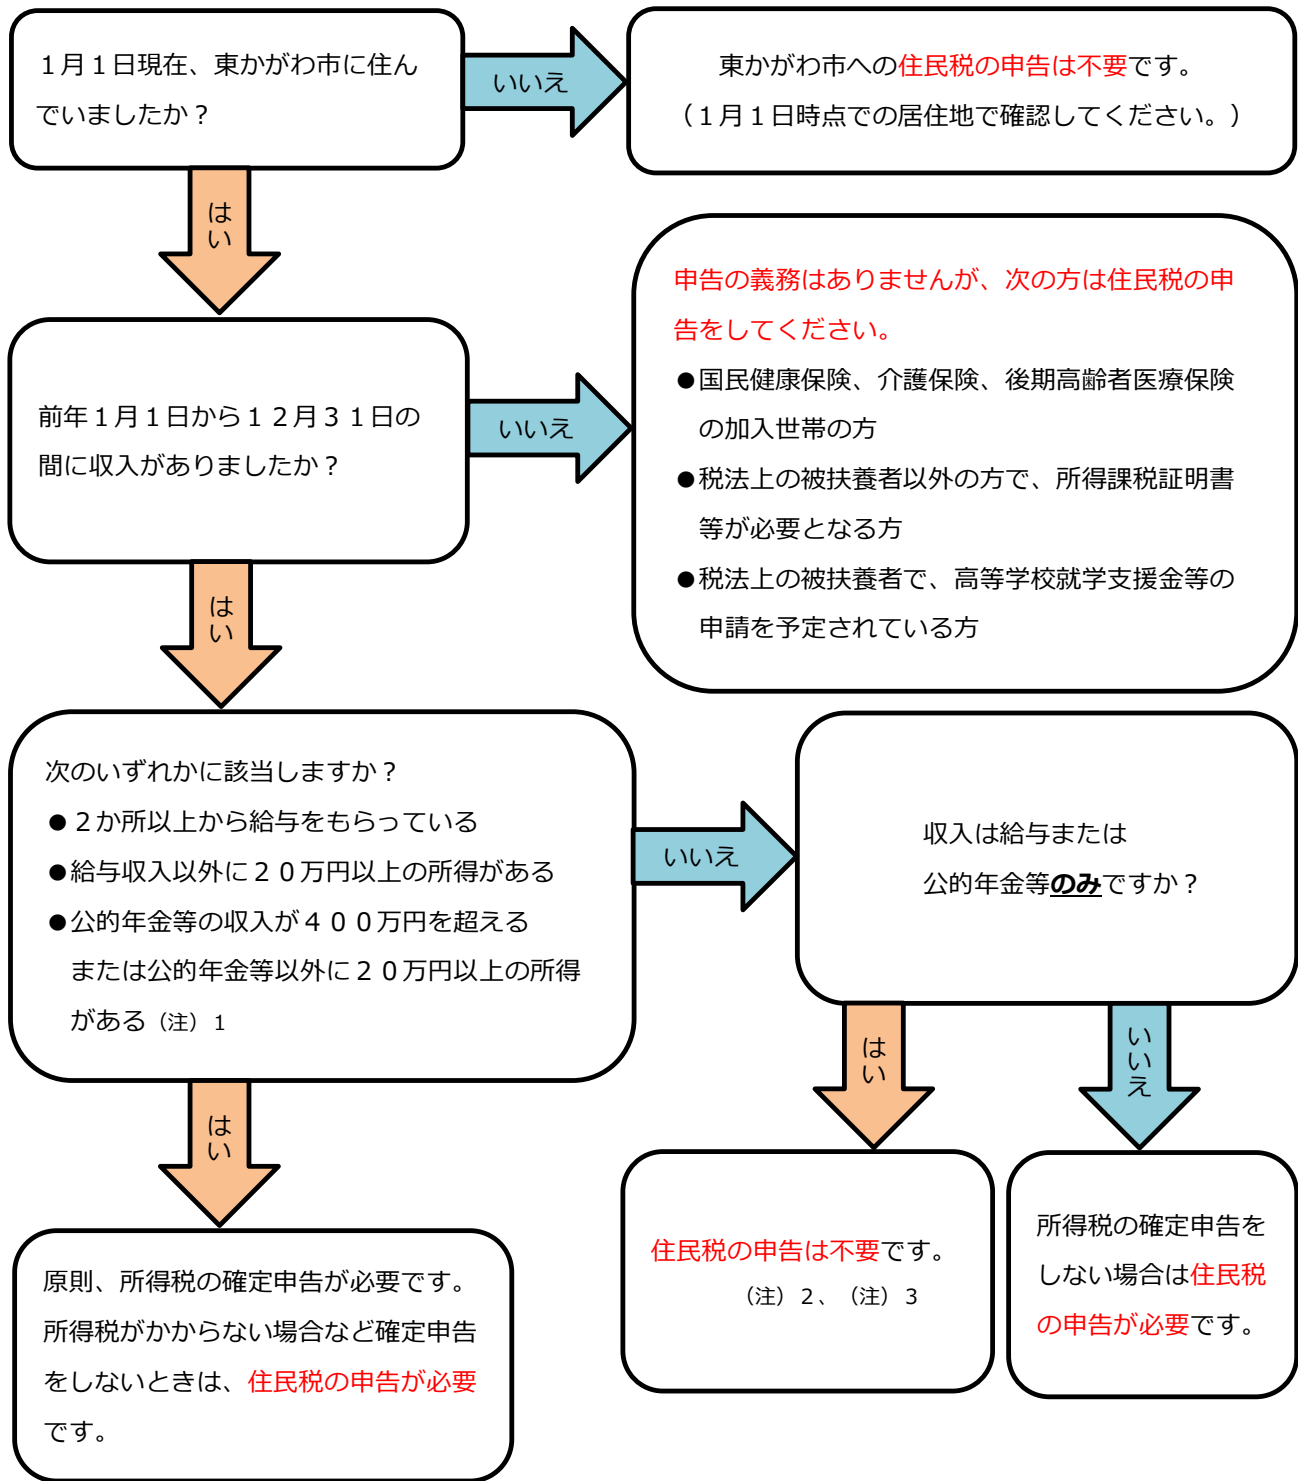 １月１日現在、東かがわ市に住ん
でいましたか？
いいえ
東かがわ市への住民税の申告は不要です。
（１月１日時点での居住地で確認してください。）
はい
前年１月１日から１２月３１日の
間に収入がありましたか？
いいえ
申告の義務はありませんが、次の方は住民税の申
告をしてください。
●国民健康保険、介護保険、後期高齢者医療保険
の加入世帯の方
●税法上の被扶養者以外の方で、所得課税証明書
等が必要となる方
●税法上の被扶養者で、高等学校就学支援金等の
申請を予定されている方
はい
次のいずれかに該当しますか？
●２か所以上から給与をもらっている
●給与収入以外に２０万円以上の所得がある
●公的年金等の収入が４００万円を超える
または公的年金等以外に２０万円以上の所得
がある（注）１
いいえ
収入は給与または
公的年金等のみですか？
はい
いいえ
はい
住民税の申告は不要です。
（注）２、（注）３
所得税の確定申告を
しない場合は住民税
の申告が必要です。
原則、所得税の確定申告が必要です。
所得税がかからない場合など確定申告
をしないときは、住民税の申告が必要
です。